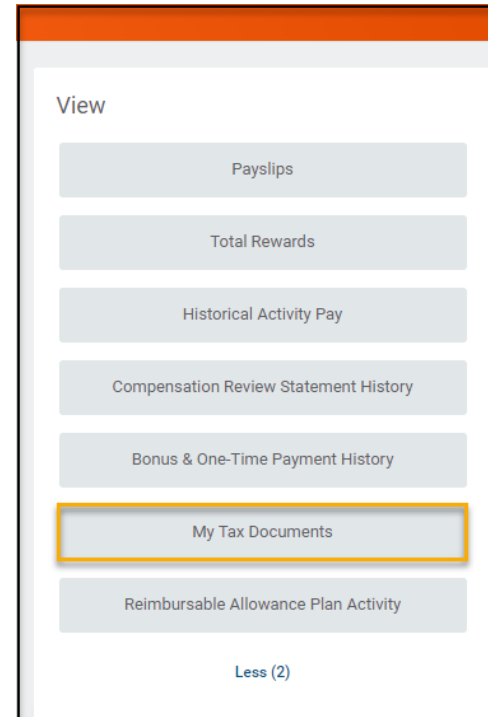 View
Payslips
Total Rewards
Historical Activity Pay
Compensation Review Statement History
Bonus & One-Time Payment History
My Tax Documents
Reimbursable Allowance Plan Activity
Less (2)